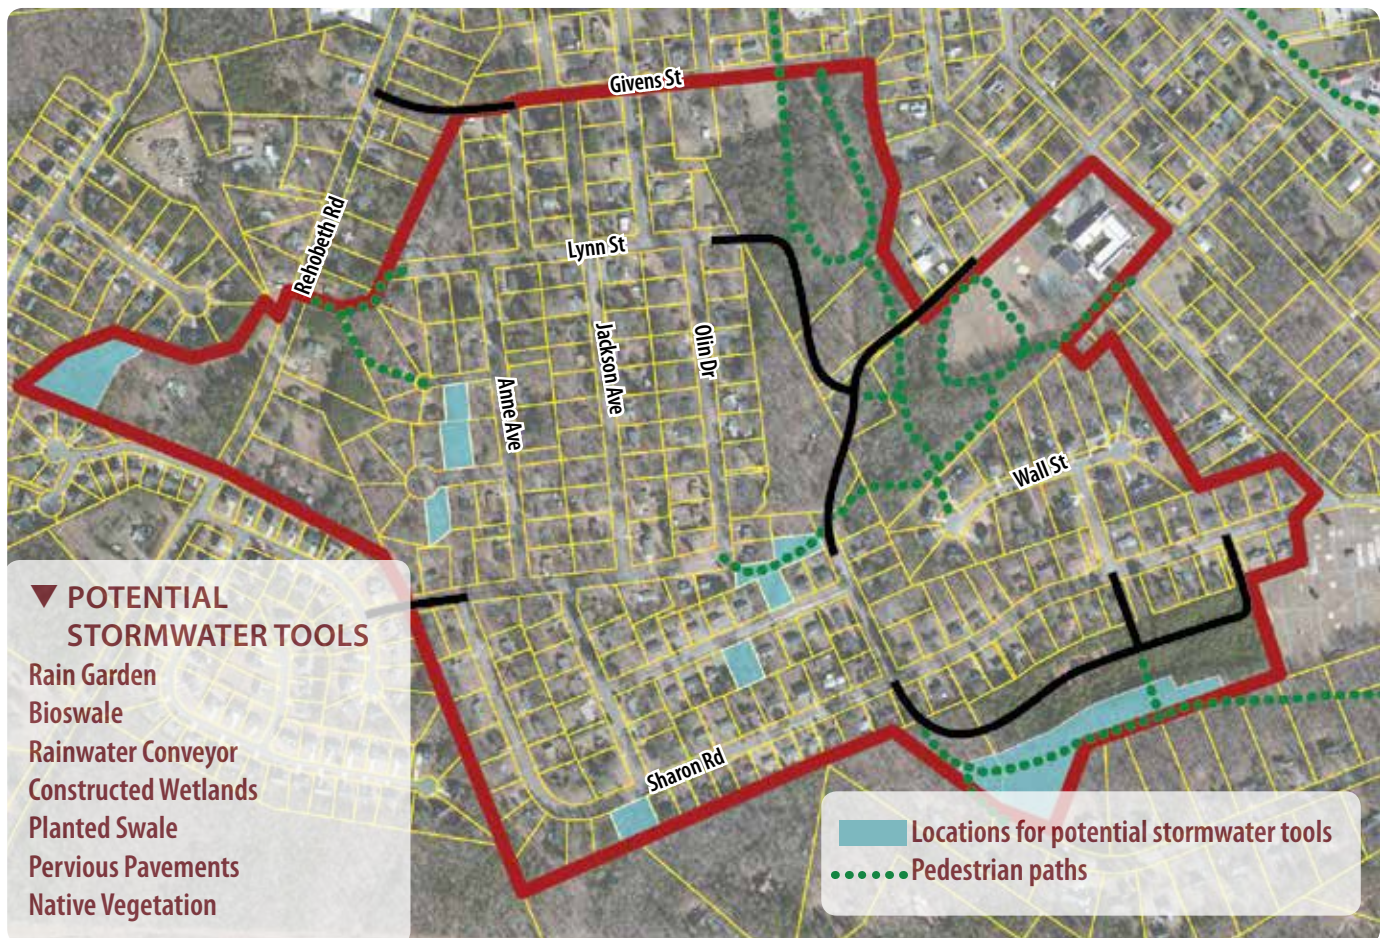 Givens St
Rehobeth Rd
Lynn St
Jackson Ave
Olin Dr
Anne Ave
Wall St
Sharon Rd
▼ POTENTIAL
STORMWATER TOOLS
Rain Garden
Bioswale
Rainwater Conveyor
Constructed Wetlands
Planted Swale
Pervious Pavements
Native Vegetation
Locations for potential stormwater tools
Pedestrian paths